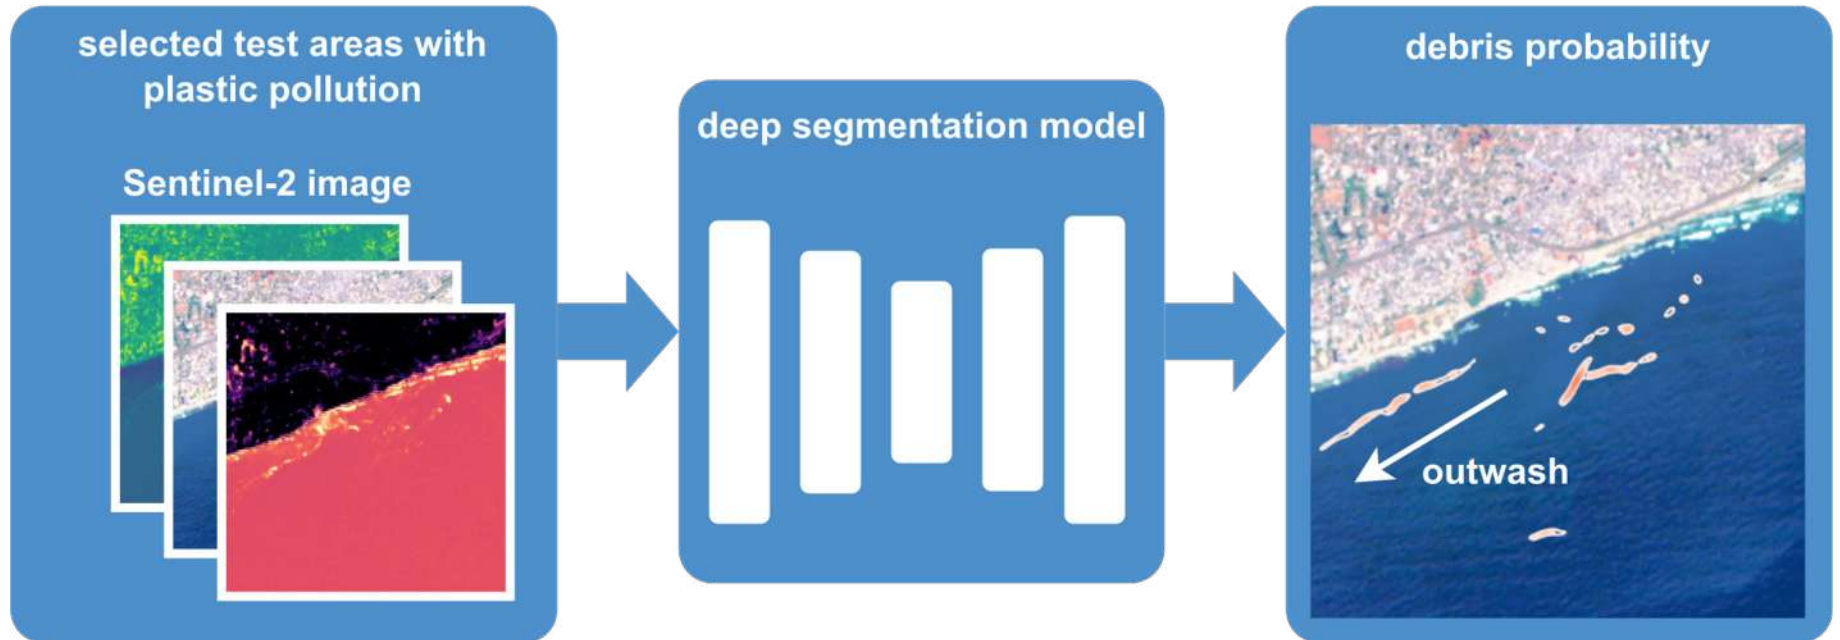 selected test areas with
plastic pollution
Sentinel-2 image
deep segmentation model
debris probability
outwash